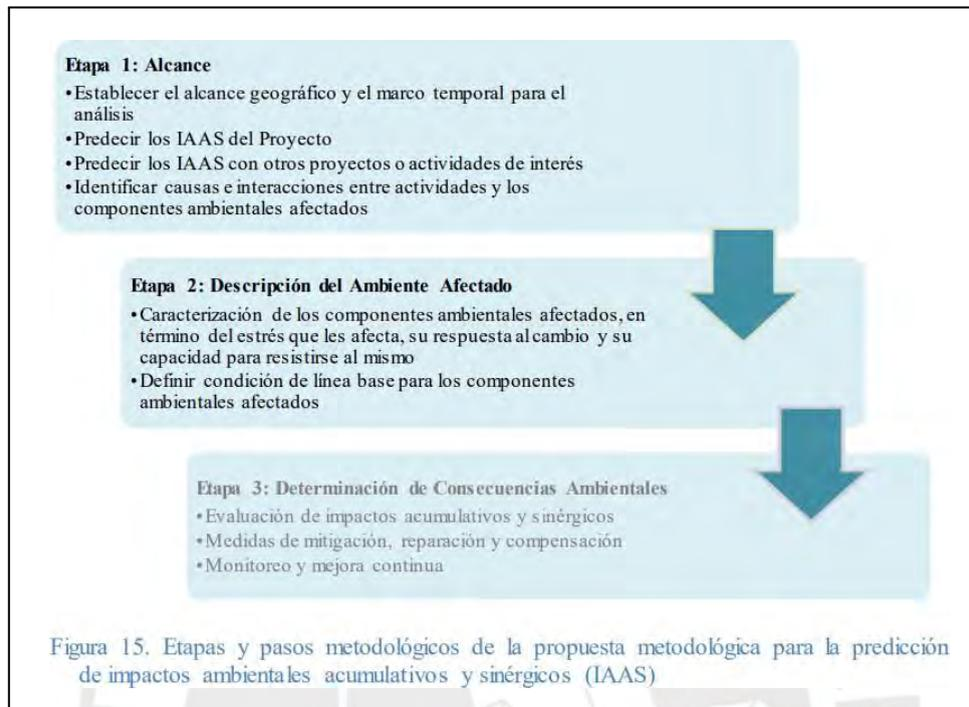 Etapa 1: Alcance
•Establecer el alcance geográfico y el marco temporal para el
análisis
•Predecir los IAAS del Proyecto
•Predecir los IAAS con otros proyectos o actividades de interés
•Identificar causas e interacciones entre actividades y los
componentes ambientales afectados
Etapa 2: Descripción del Ambiente Afectado
•Caracterización de los componentes ambientales afectados, en
término del estrés que les afecta, su respuesta al cambio y su
capacidad para resistirse al mismo
•Definir condición de línea base para los componentes
ambientales afectados
Etapa 3: Determinación de Consecuencias Ambientales
•Evaluación de impactos acumulativos y sinérgicos
•Medidas de mitigación, reparación y compensación
•Monitoreo y mejora continua
Figura 15. Etapas y pasos metodológicos de la propuesta metodológica para la predicción
de impactos ambientales acumulativos y sinérgicos (IAAS)